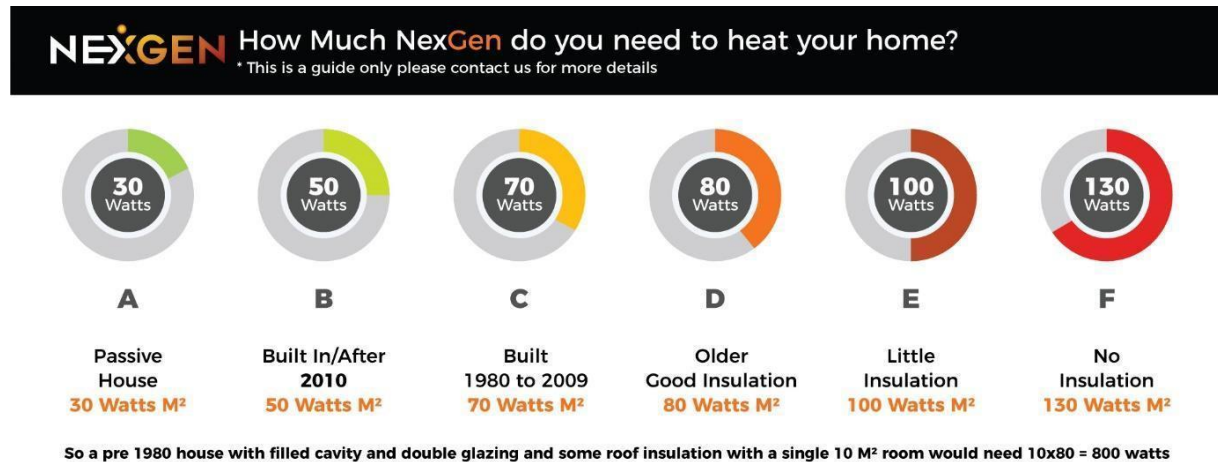 NEXGEN How Much NexGen do you need to heat your home?
* This is a guide only please contact us for more details
30
Watts
50
Watts
70
Watts
80
Watts
100
Watts
130
Watts
A
B
C
D
E
F
Passive
House
30 Watts M²
Built In/After
2010
50 Watts M²
Built
1980 to 2009
70 Watts M²
Older
Good Insulation
80 Watts M²
Little
Insulation
100 Watts M²
No
Insulation
130 Watts M²
So a pre 1980 house with filled cavity and double glazing and some roof insulation with a single 10 M² room would need 10x80 = 800 watts